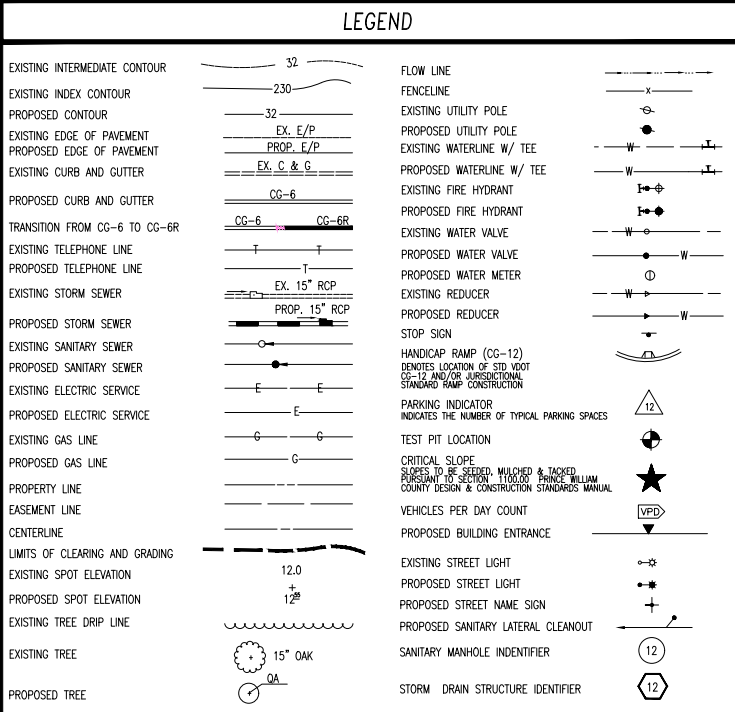 LEGEND
EXISTING INTERMEDIATE CONTOUR 32
EXISTING INDEX CONTOUR 230
PROPOSED CONTOUR 32
EXISTING EDGE OF PAVEMENT EX. E/P
PROPOSED EDGE OF PAVEMENT PROP. E/P
EXISTING CURB AND GUTTER EX. C & G
PROPOSED CURB AND GUTTER CG-6
TRANSITION FROM CG-6 TO CG-6R CG-6 CG-6R
EXISTING TELEPHONE LINE T T
PROPOSED TELEPHONE LINE T
EXISTING STORM SEWER EX. 15" RCP
PROPOSED STORM SEWER PROP. 15" RCP
EXISTING SANITARY SEWER
PROPOSED SANITARY SEWER
EXISTING ELECTRIC SERVICE E E
PROPOSED ELECTRIC SERVICE E
EXISTING GAS LINE G G
PROPOSED GAS LINE G
PROPERTY LINE
EASEMENT LINE
CENTERLINE
LIMITS OF CLEARING AND GRADING
EXISTING SPOT ELEVATION 12.0
PROPOSED SPOT ELEVATION 12 55
EXISTING TREE DRIP LINE
EXISTING TREE 15" OAK
PROPOSED TREE QA
FLOW LINE
FENCELINE x
EXISTING UTILITY POLE
PROPOSED UTILITY POLE
EXISTING WATERLINE W/ TEE W
PROPOSED WATERLINE W/ TEE W
EXISTING FIRE HYDRANT
PROPOSED FIRE HYDRANT
EXISTING WATER VALVE W
PROPOSED WATER VALVE W
PROPOSED WATER METER
EXISTING REDUCER W
PROPOSED REDUCER W
STOP SIGN
HANDICAP RAMP (CG-12)
DENOTES LOCATION OF STD VDOT
CG-12 AND/OR JURISDICTIONAL
STANDARD RAMP CONSTRUCTION
PARKING INDICATOR 12
INDICATES THE NUMBER OF TYPICAL PARKING SPACES
TEST PIT LOCATION
CRITICAL SLOPE
SLOPES TO BE SEEDED, MULCHED & TACKED
PURSUANT TO SECTION 1100.00 PRINCE WILLIAM
COUNTY DESIGN & CONSTRUCTION STANDARDS MANUAL
VEHICLES PER DAY COUNT VPD
PROPOSED BUILDING ENTRANCE
EXISTING STREET LIGHT
PROPOSED STREET LIGHT
PROPOSED STREET NAME SIGN
PROPOSED SANITARY LATERAL CLEANOUT
SANITARY MANHOLE INDENTIFIER 12
STORM DRAIN STRUCTURE IDENTIFIER 12